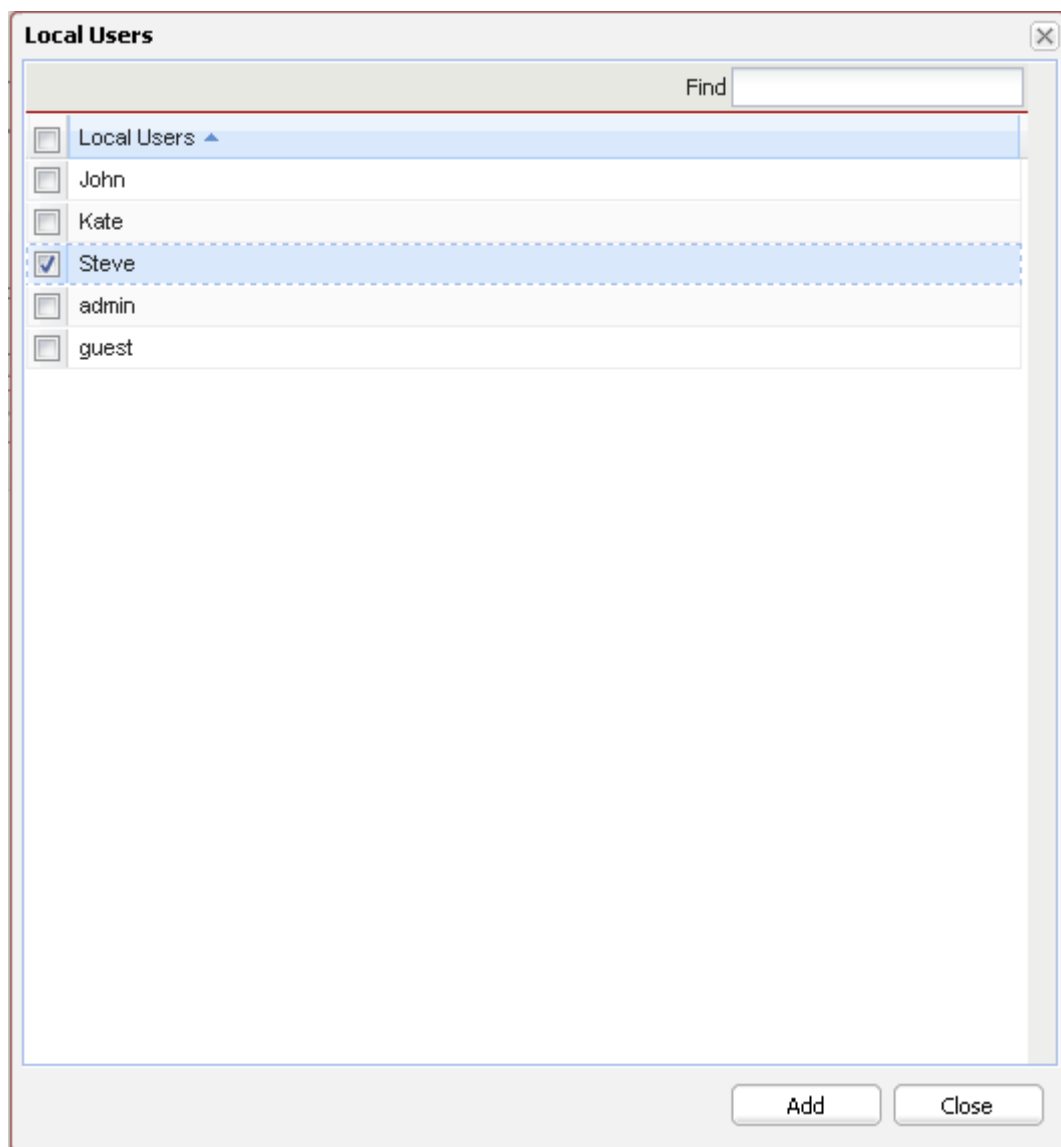 Local Users
Find
Local Users
John
Kate
Steve
admin
guest
Add Close